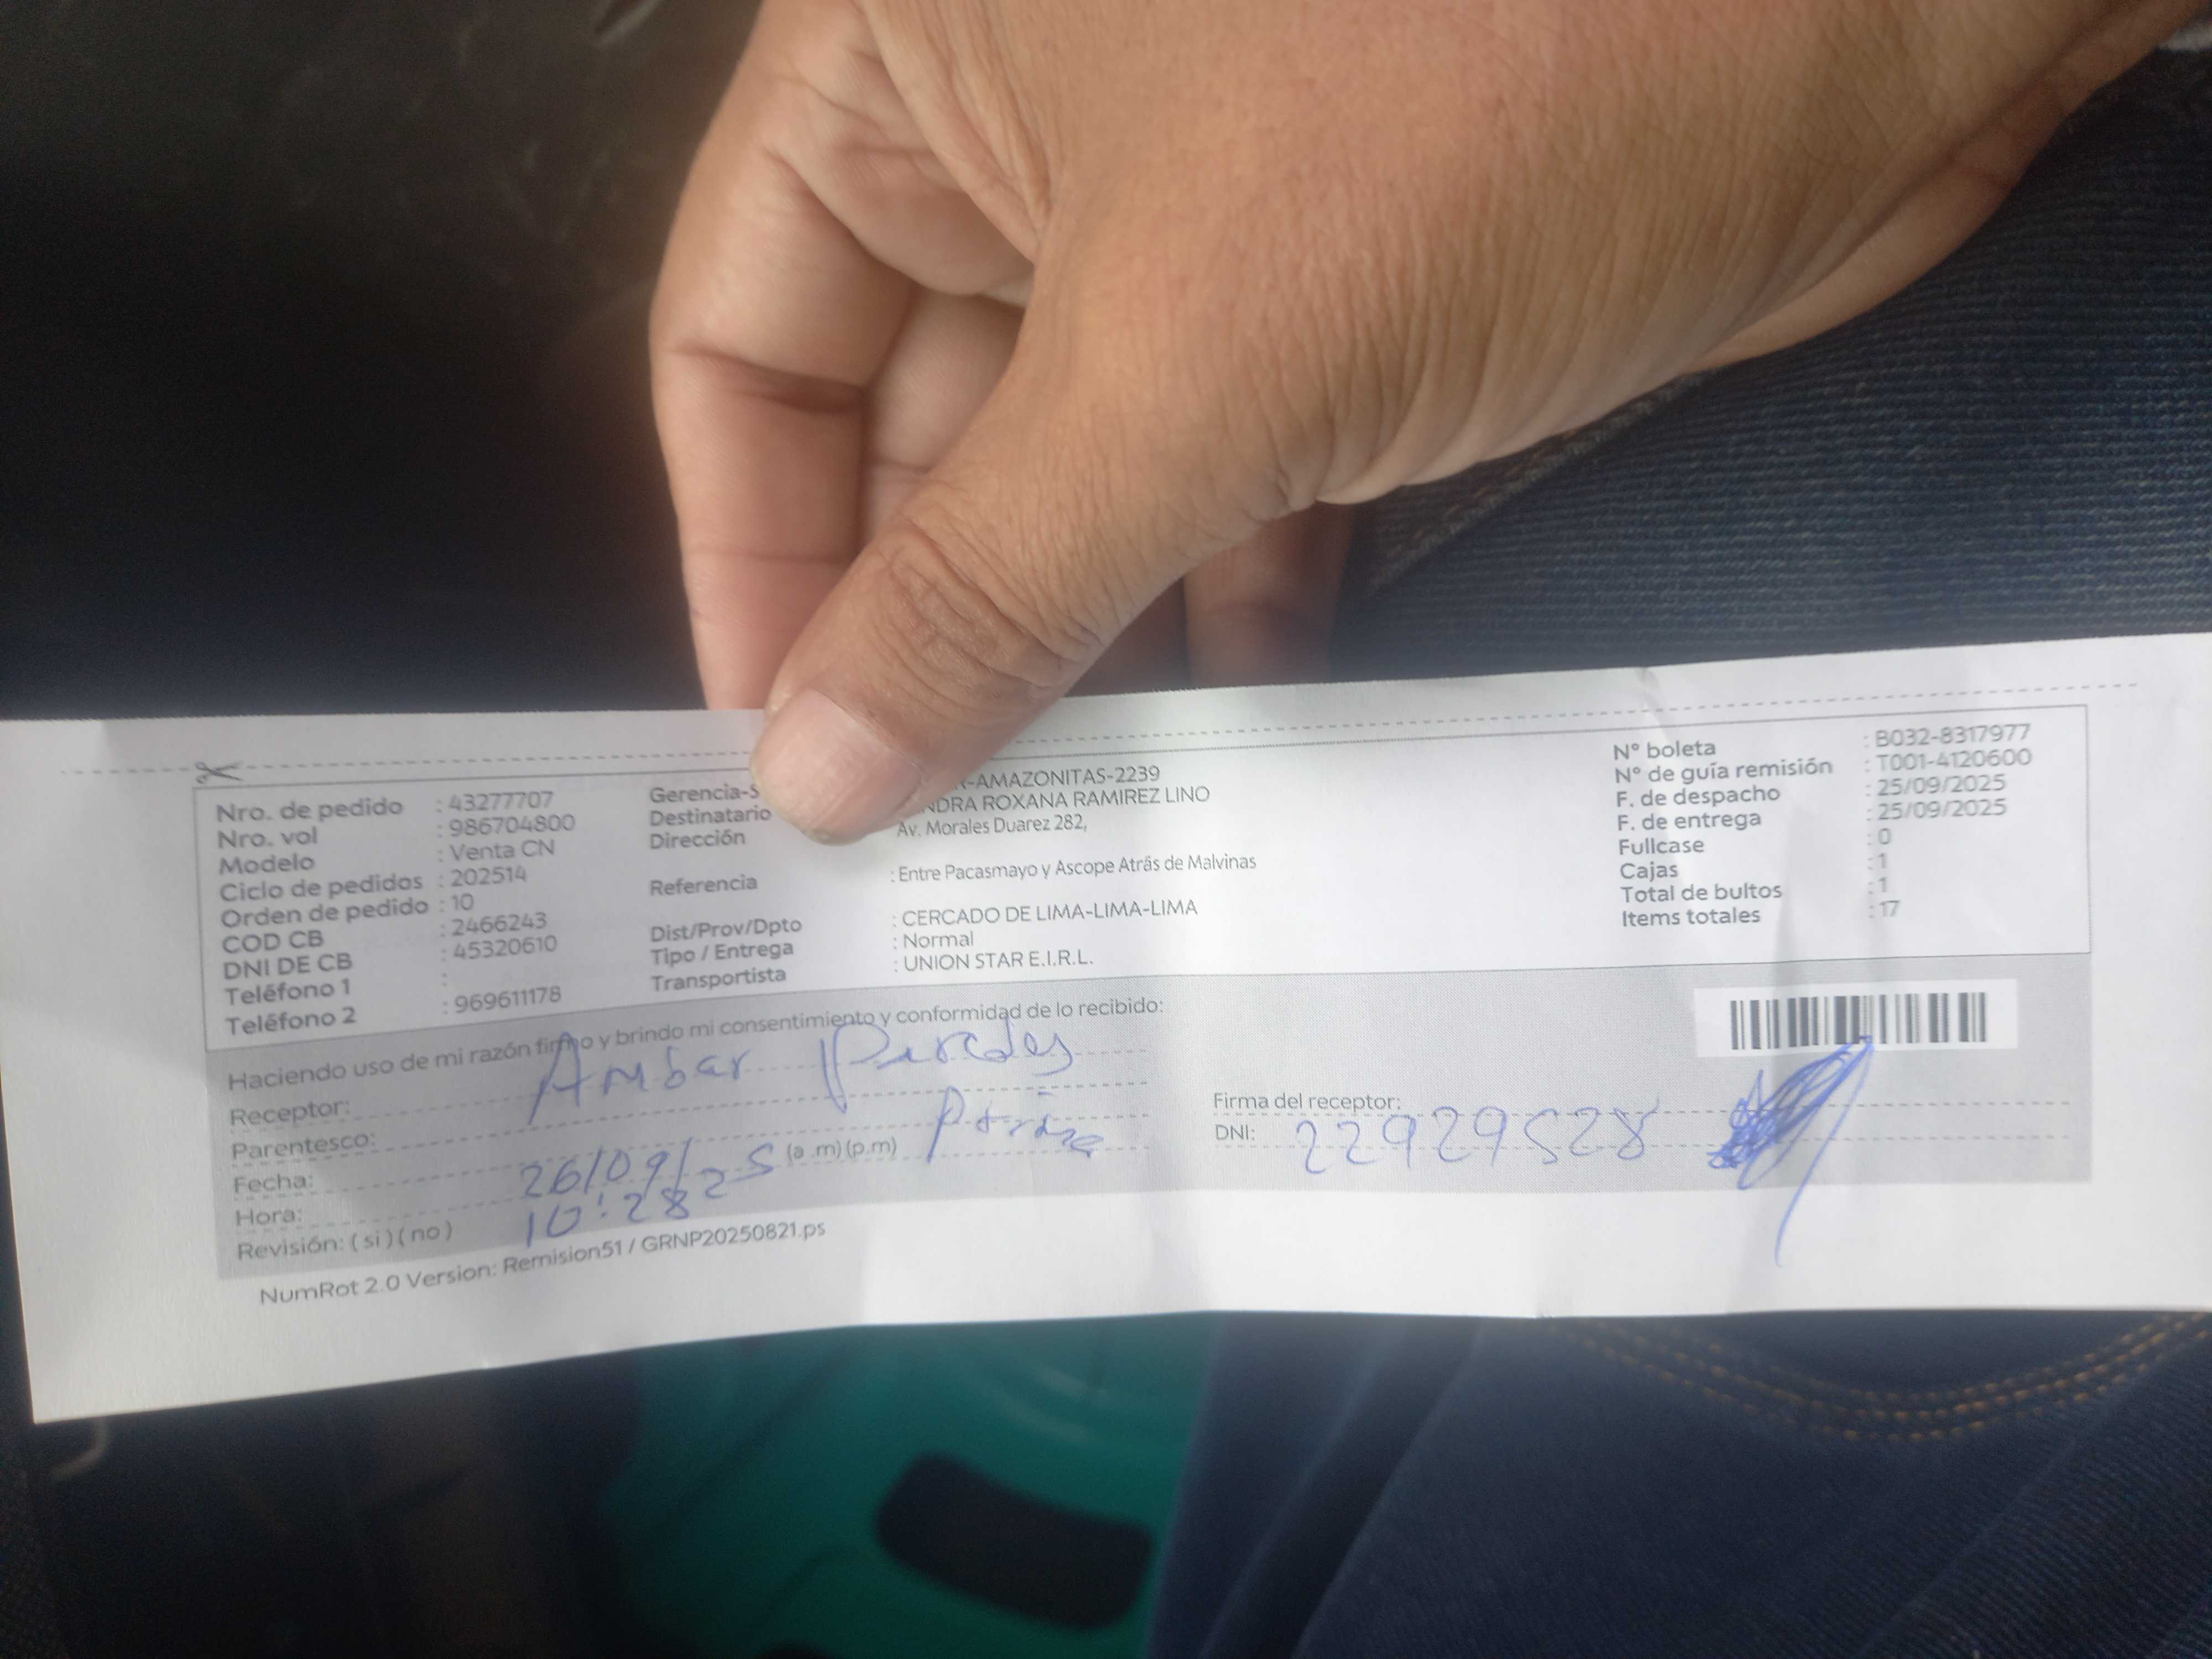 Nro. de pedido : 43277707
Nro. vol : 986704800
Modelo : Venta CN
Ciclo de pedidos : 202514
Orden de pedido : 10
COD CB : 2466243
DNI DE CB : 45320610
Teléfono 1 :
Teléfono 2 : 969611178
Gerencia-S R-AMAZONITAS-2239
Destinatario NDRA ROXANA RAMIREZ LINO
Dirección Av. Morales Duarez 282,
Referencia : Entre Pacasmayo y Ascope Atrás de Malvinas
Dist/Prov/Dpto : CERCADO DE LIMA-LIMA-LIMA
Tipo / Entrega : Normal
Transportista : UNION STAR E.I.R.L.
N° boleta : B032-8317977
N° de guía remisión : T001-4120600
F. de despacho : 25/09/2025
F. de entrega : 25/09/2025
Fullcase : 0
Cajas : 1
Total de bultos : 1
Items totales : 17
Haciendo uso de mi razón firmo y brindo mi consentimiento y conformidad de lo recibido:
Receptor: Ambar Paredes
Parentesco:
Fecha: 26/09/25
Hora: 10:28 (a .m) (p.m)
Revisión: ( si ) ( no )
Firma del receptor:
DNI: 22929528
NumRot 2.0 Version: Remision51 / GRNP20250821.ps